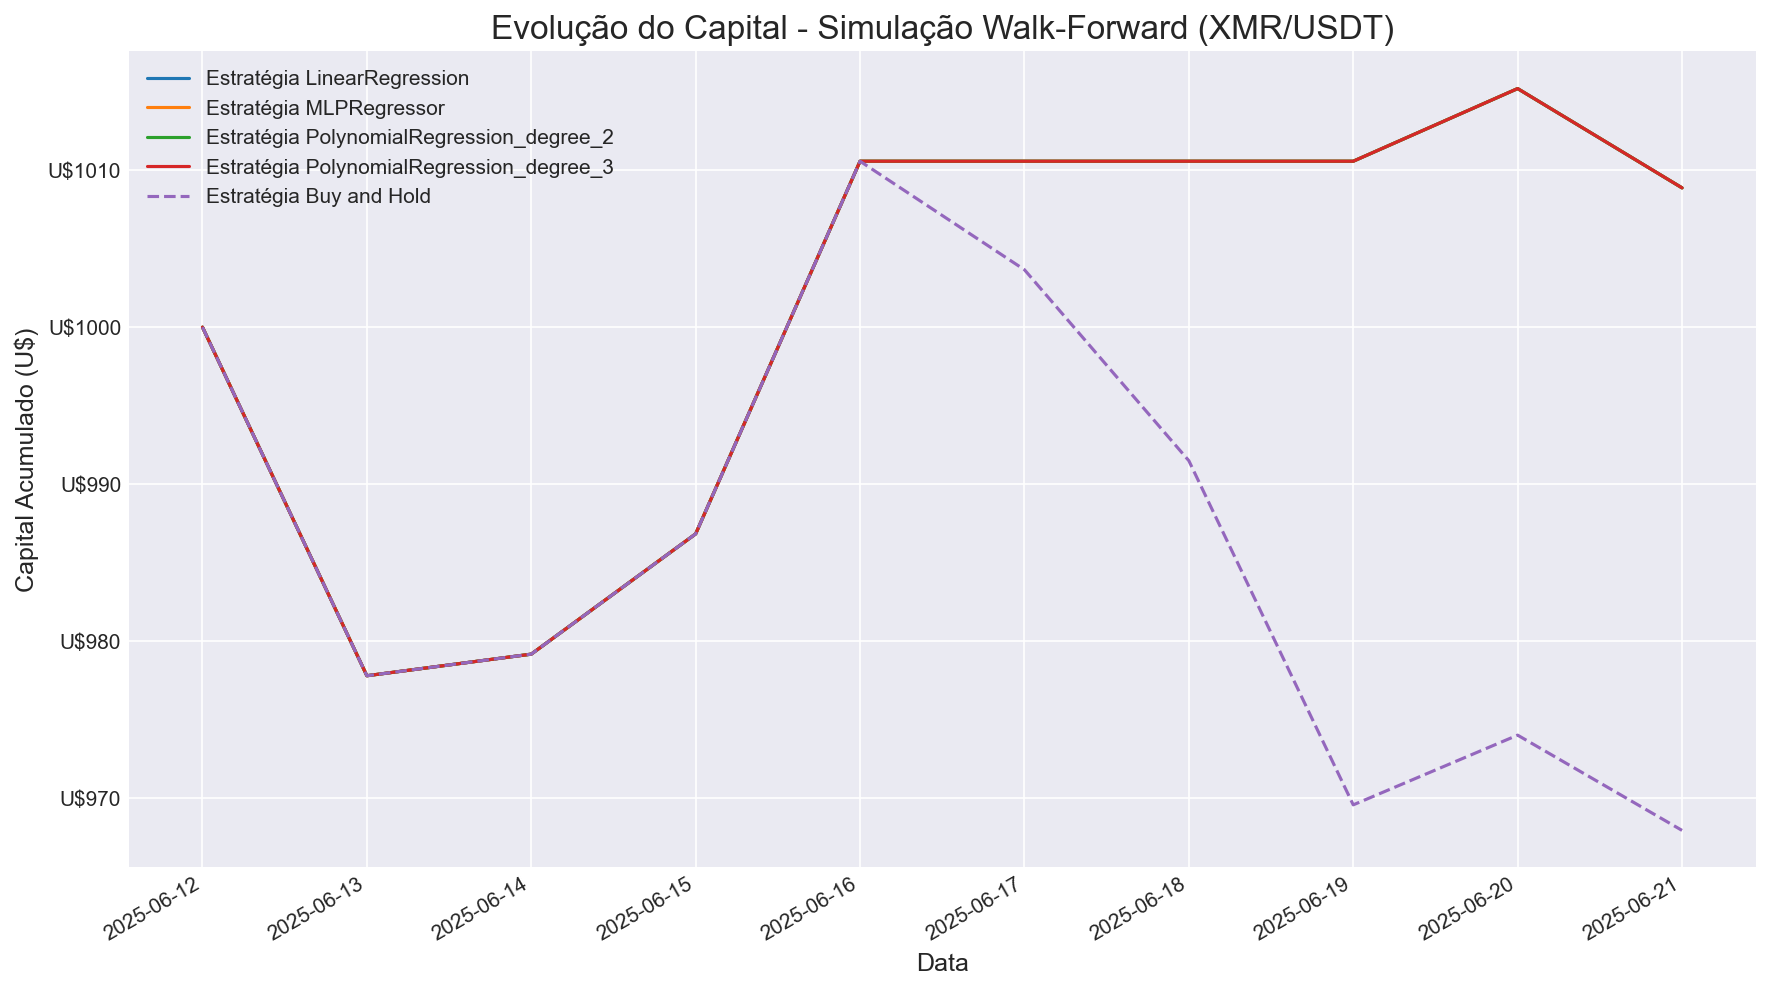 Evolução do Capital - Simulação Walk-Forward (XMR/USDT)
Estratégia LinearRegression
Estratégia MLPRegressor
Estratégia PolynomialRegression_degree_2
Estratégia PolynomialRegression_degree_3
Estratégia Buy and Hold
Capital Acumulado (U$)
U$1010
U$1000
U$990
U$980
U$970
2025-06-12
2025-06-13
2025-06-14
2025-06-15
2025-06-16
2025-06-17
2025-06-18
2025-06-19
2025-06-20
2025-06-21
Data